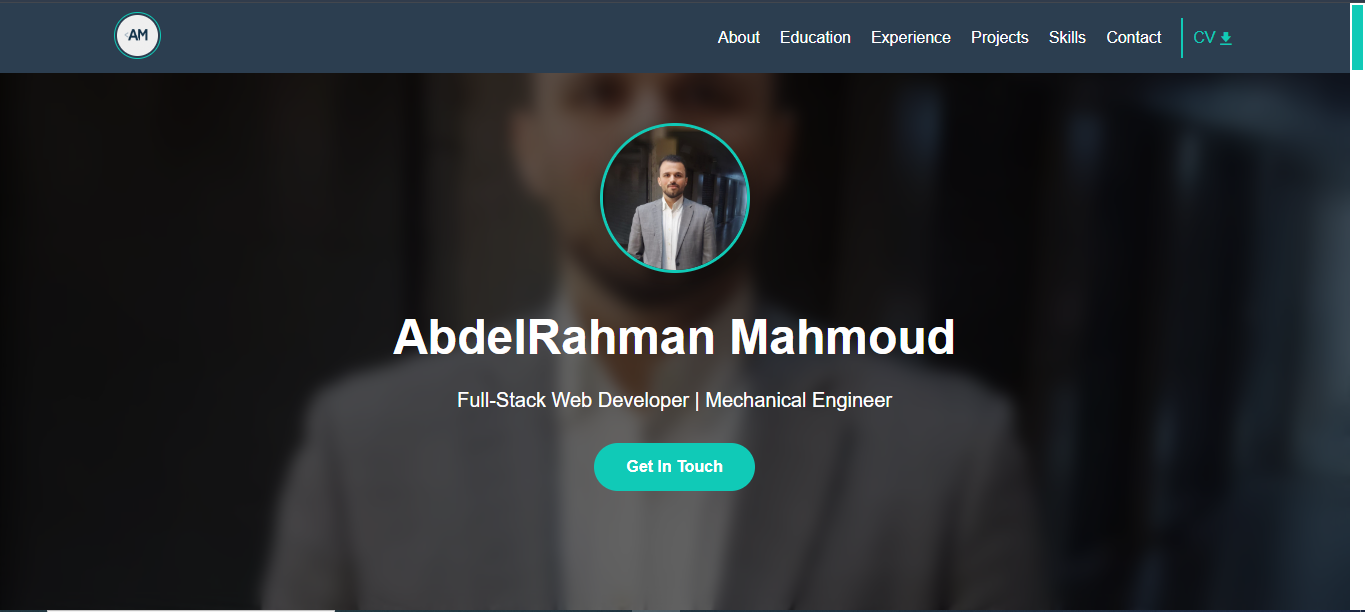 AM
About Education Experience Projects Skills Contact CV
AbdelRahman Mahmoud
Full-Stack Web Developer | Mechanical Engineer
Get In Touch